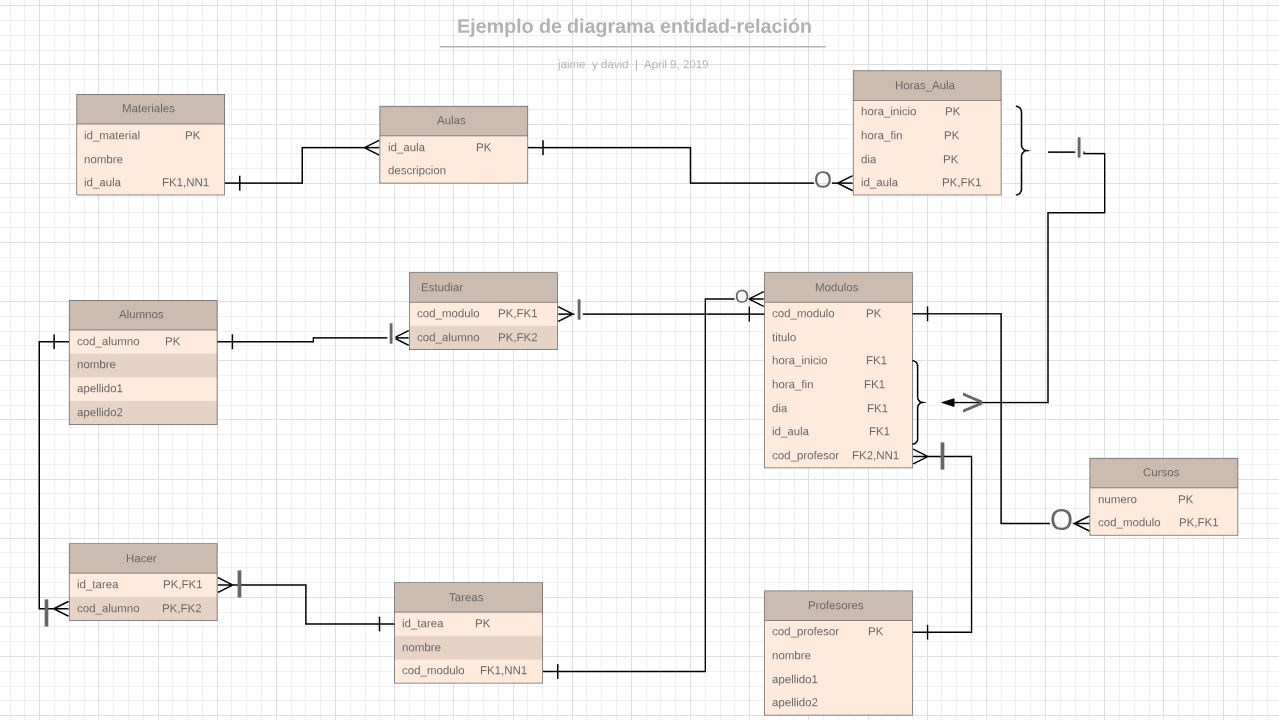 Ejemplo de diagrama entidad-relación
jaime y david | April 9, 2019
Materiales
id_material PK
nombre
id_aula FK1,NN1
Aulas
id_aula PK
descripcion
Horas_Aula
hora_inicio PK
hora_fin PK
dia PK
id_aula PK,FK1
Alumnos
cod_alumno PK
nombre
apellido1
apellido2
Estudiar
cod_modulo PK,FK1
cod_alumno PK,FK2
Modulos
cod_modulo PK
titulo
hora_inicio FK1
hora_fin FK1
dia FK1
id_aula FK1
cod_profesor FK2,NN1
Cursos
numero PK
cod_modulo PK,FK1
Hacer
id_tarea PK,FK1
cod_alumno PK,FK2
Tareas
id_tarea PK
nombre
cod_modulo FK1,NN1
Profesores
cod_profesor PK
nombre
apellido1
apellido2